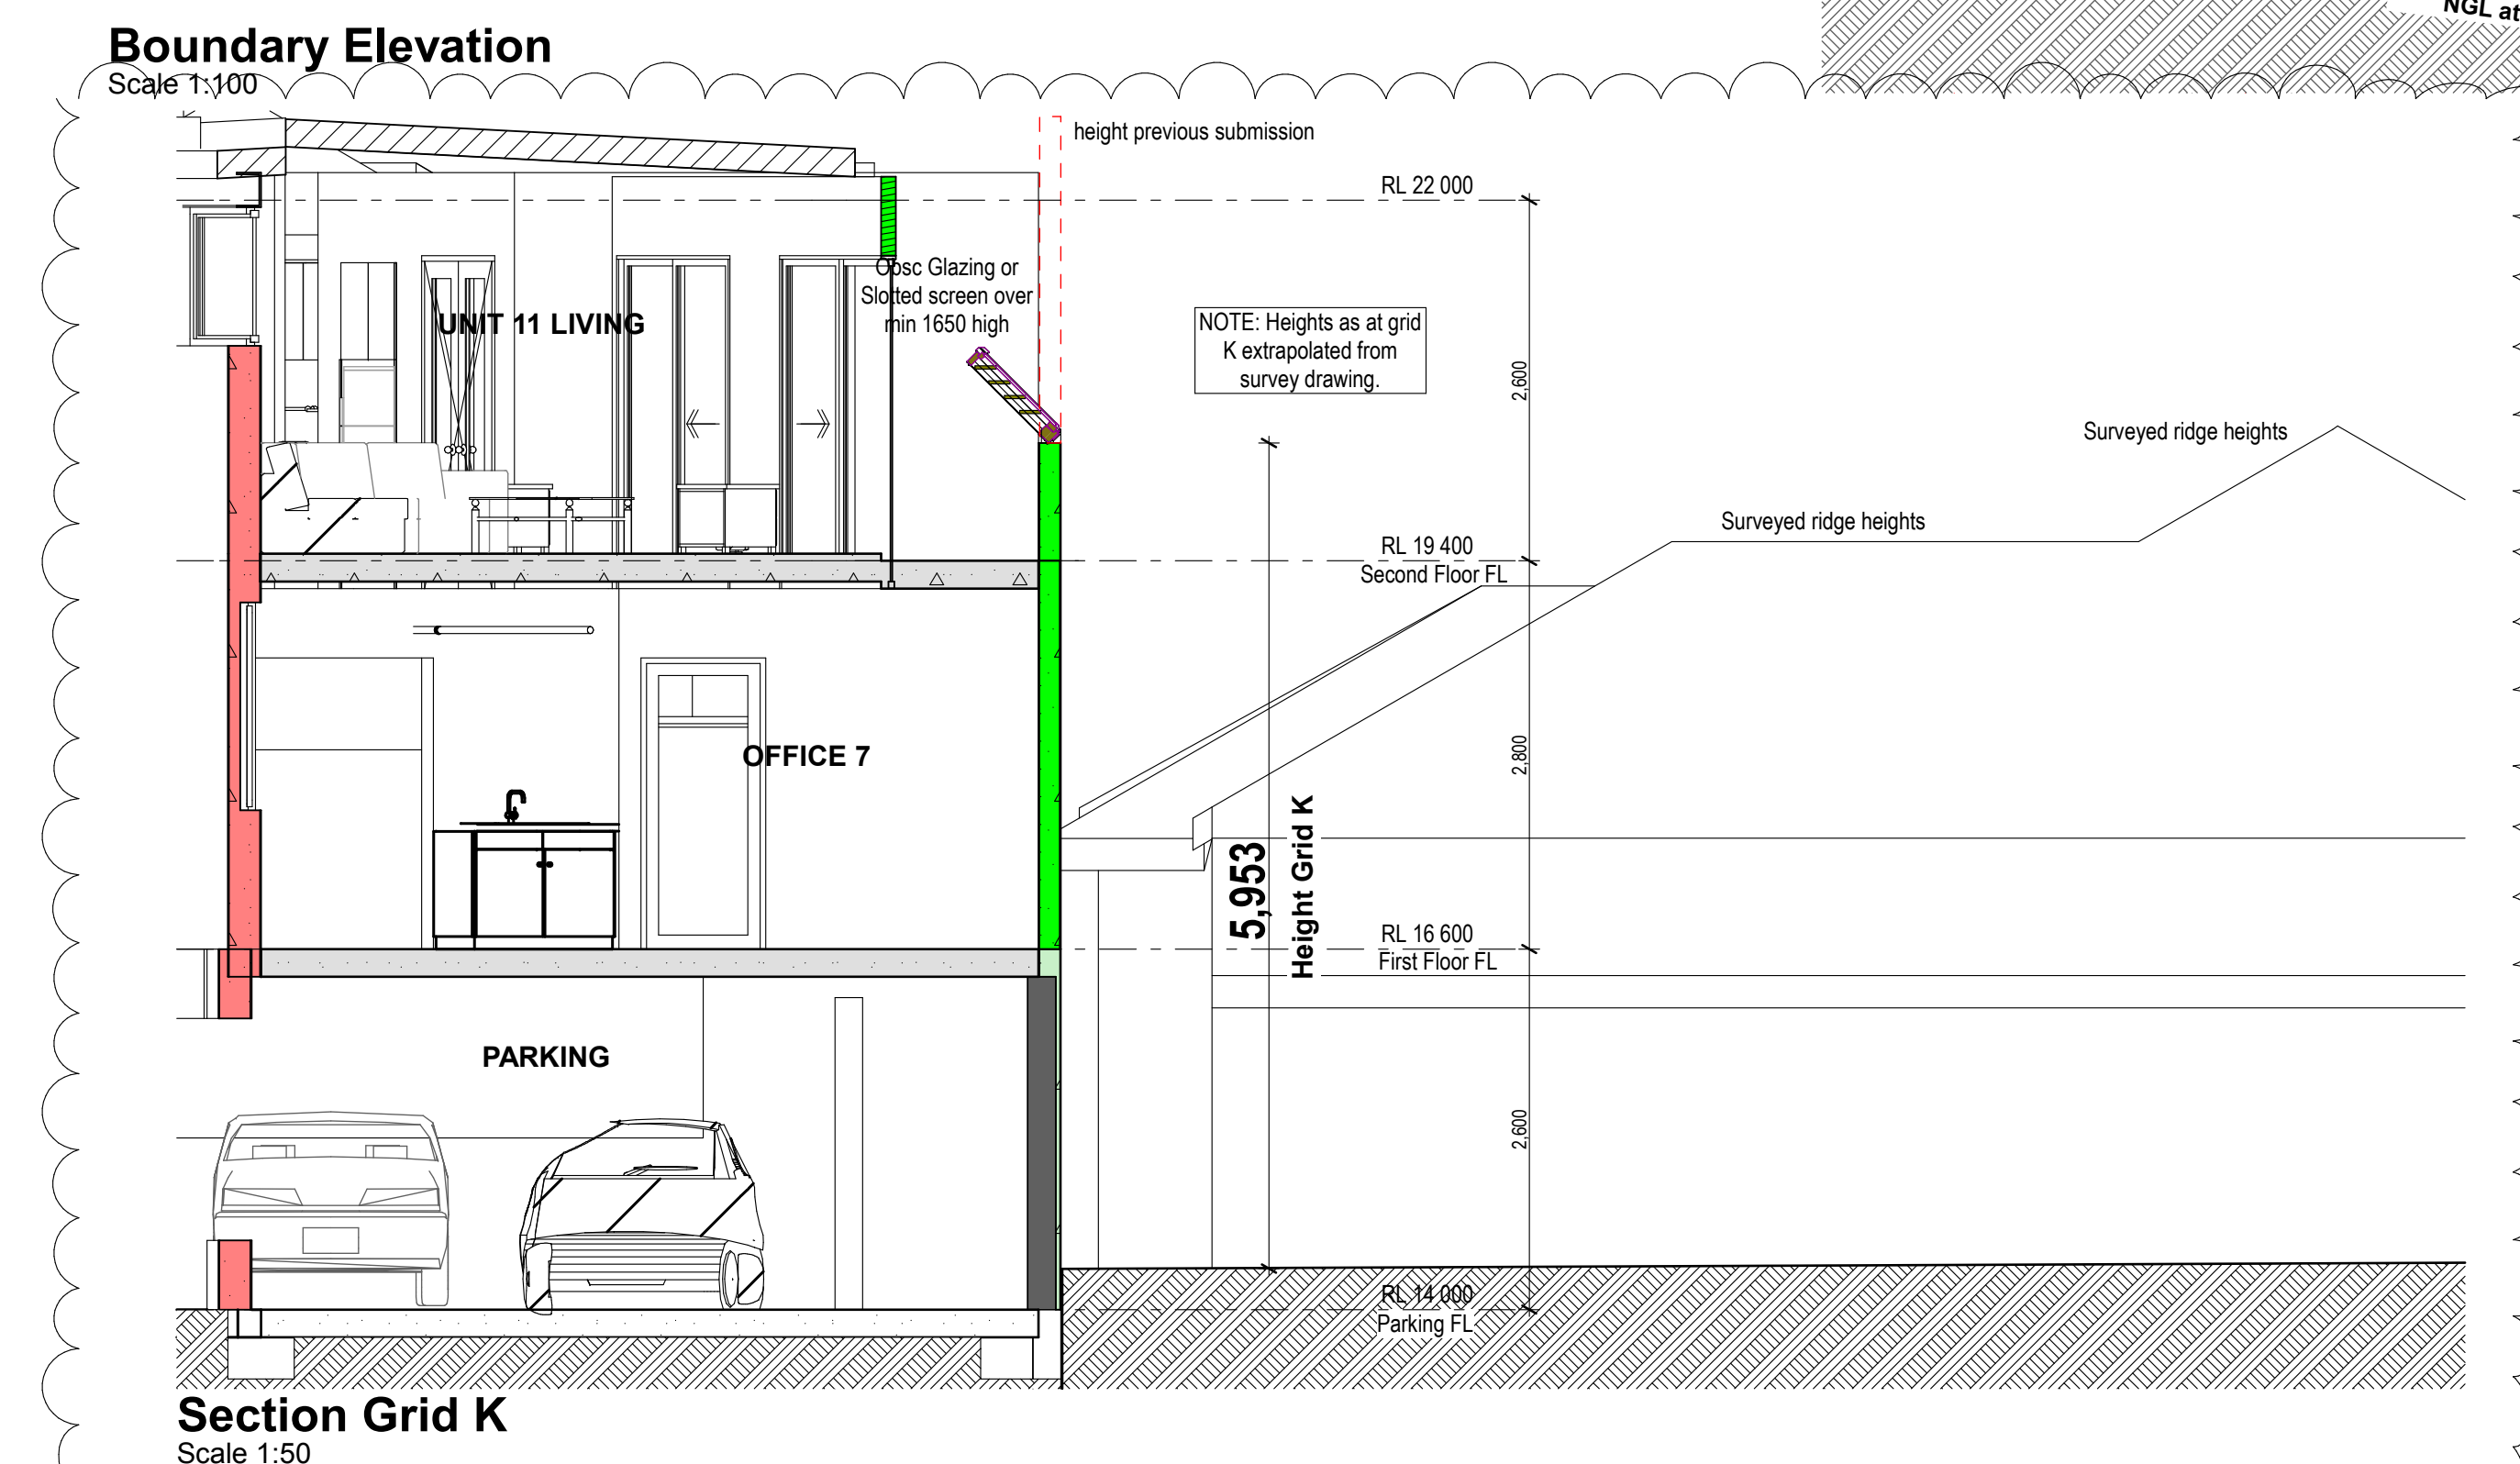 NGL at
Boundary Elevation
Scale 1:100
height previous submission
RL 22 000
Obsc Glazing or
Slotted screen over
min 1650 high
UNIT 11 LIVING
NOTE: Heights as at grid
K extrapolated from
survey drawing.
2,600
Surveyed ridge heights
Surveyed ridge heights
RL 19 400
Second Floor FL
OFFICE 7
2,800
5,953
Height Grid K
RL 16 600
First Floor FL
PARKING
2,600
RL 14 000
Parking FL
Section Grid K
Scale 1:50